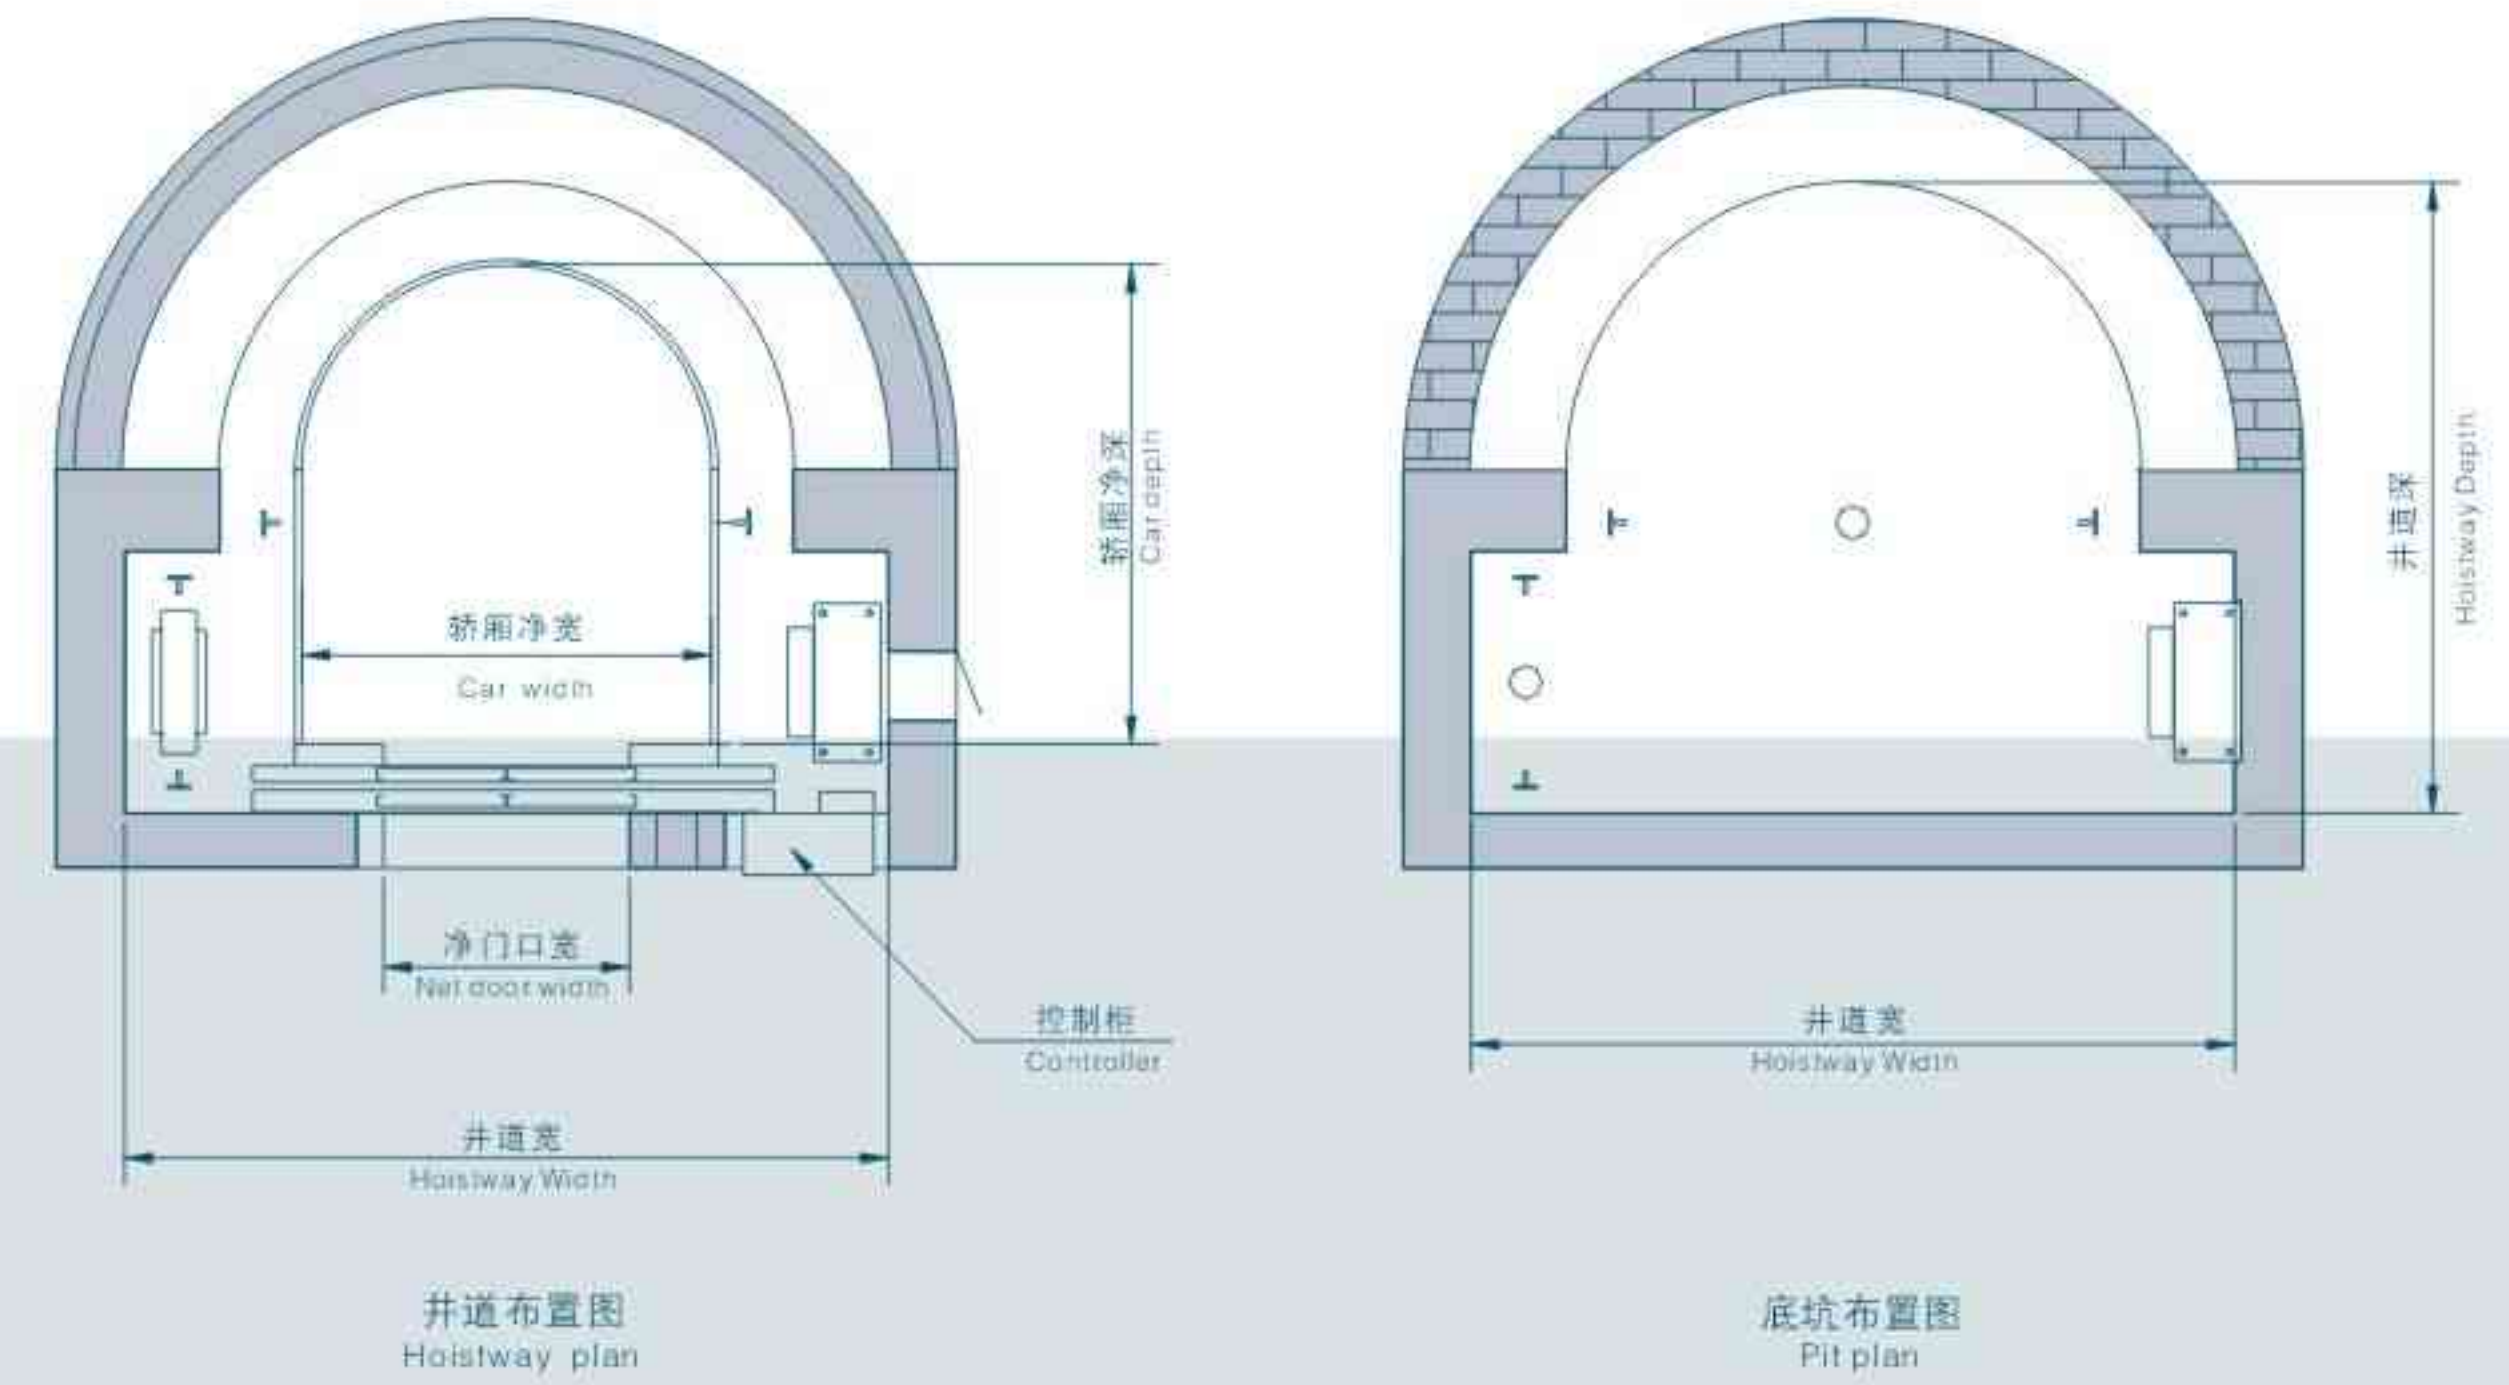 轿厢净宽
Car width
轿厢净深
Car depth
净门口宽
Net door width
控制柜
Controller
井道宽
Hoistway Width
井道布置图
Hoistway plan
井道深
Hoistway Depth
井道宽
Hoistway Width
底坑布置图
Pit plan